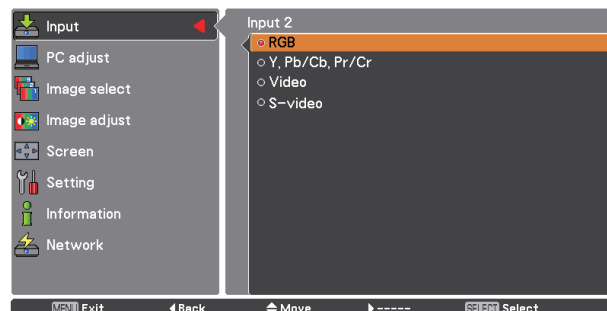 Input
PC adjust
Image select
Image adjust
Screen
Setting
Information
Network
Input 2
RGB
Y, Pb/Cb, Pr/Cr
Video
S-video
MENU Exit Back Move ----- SELECT Select